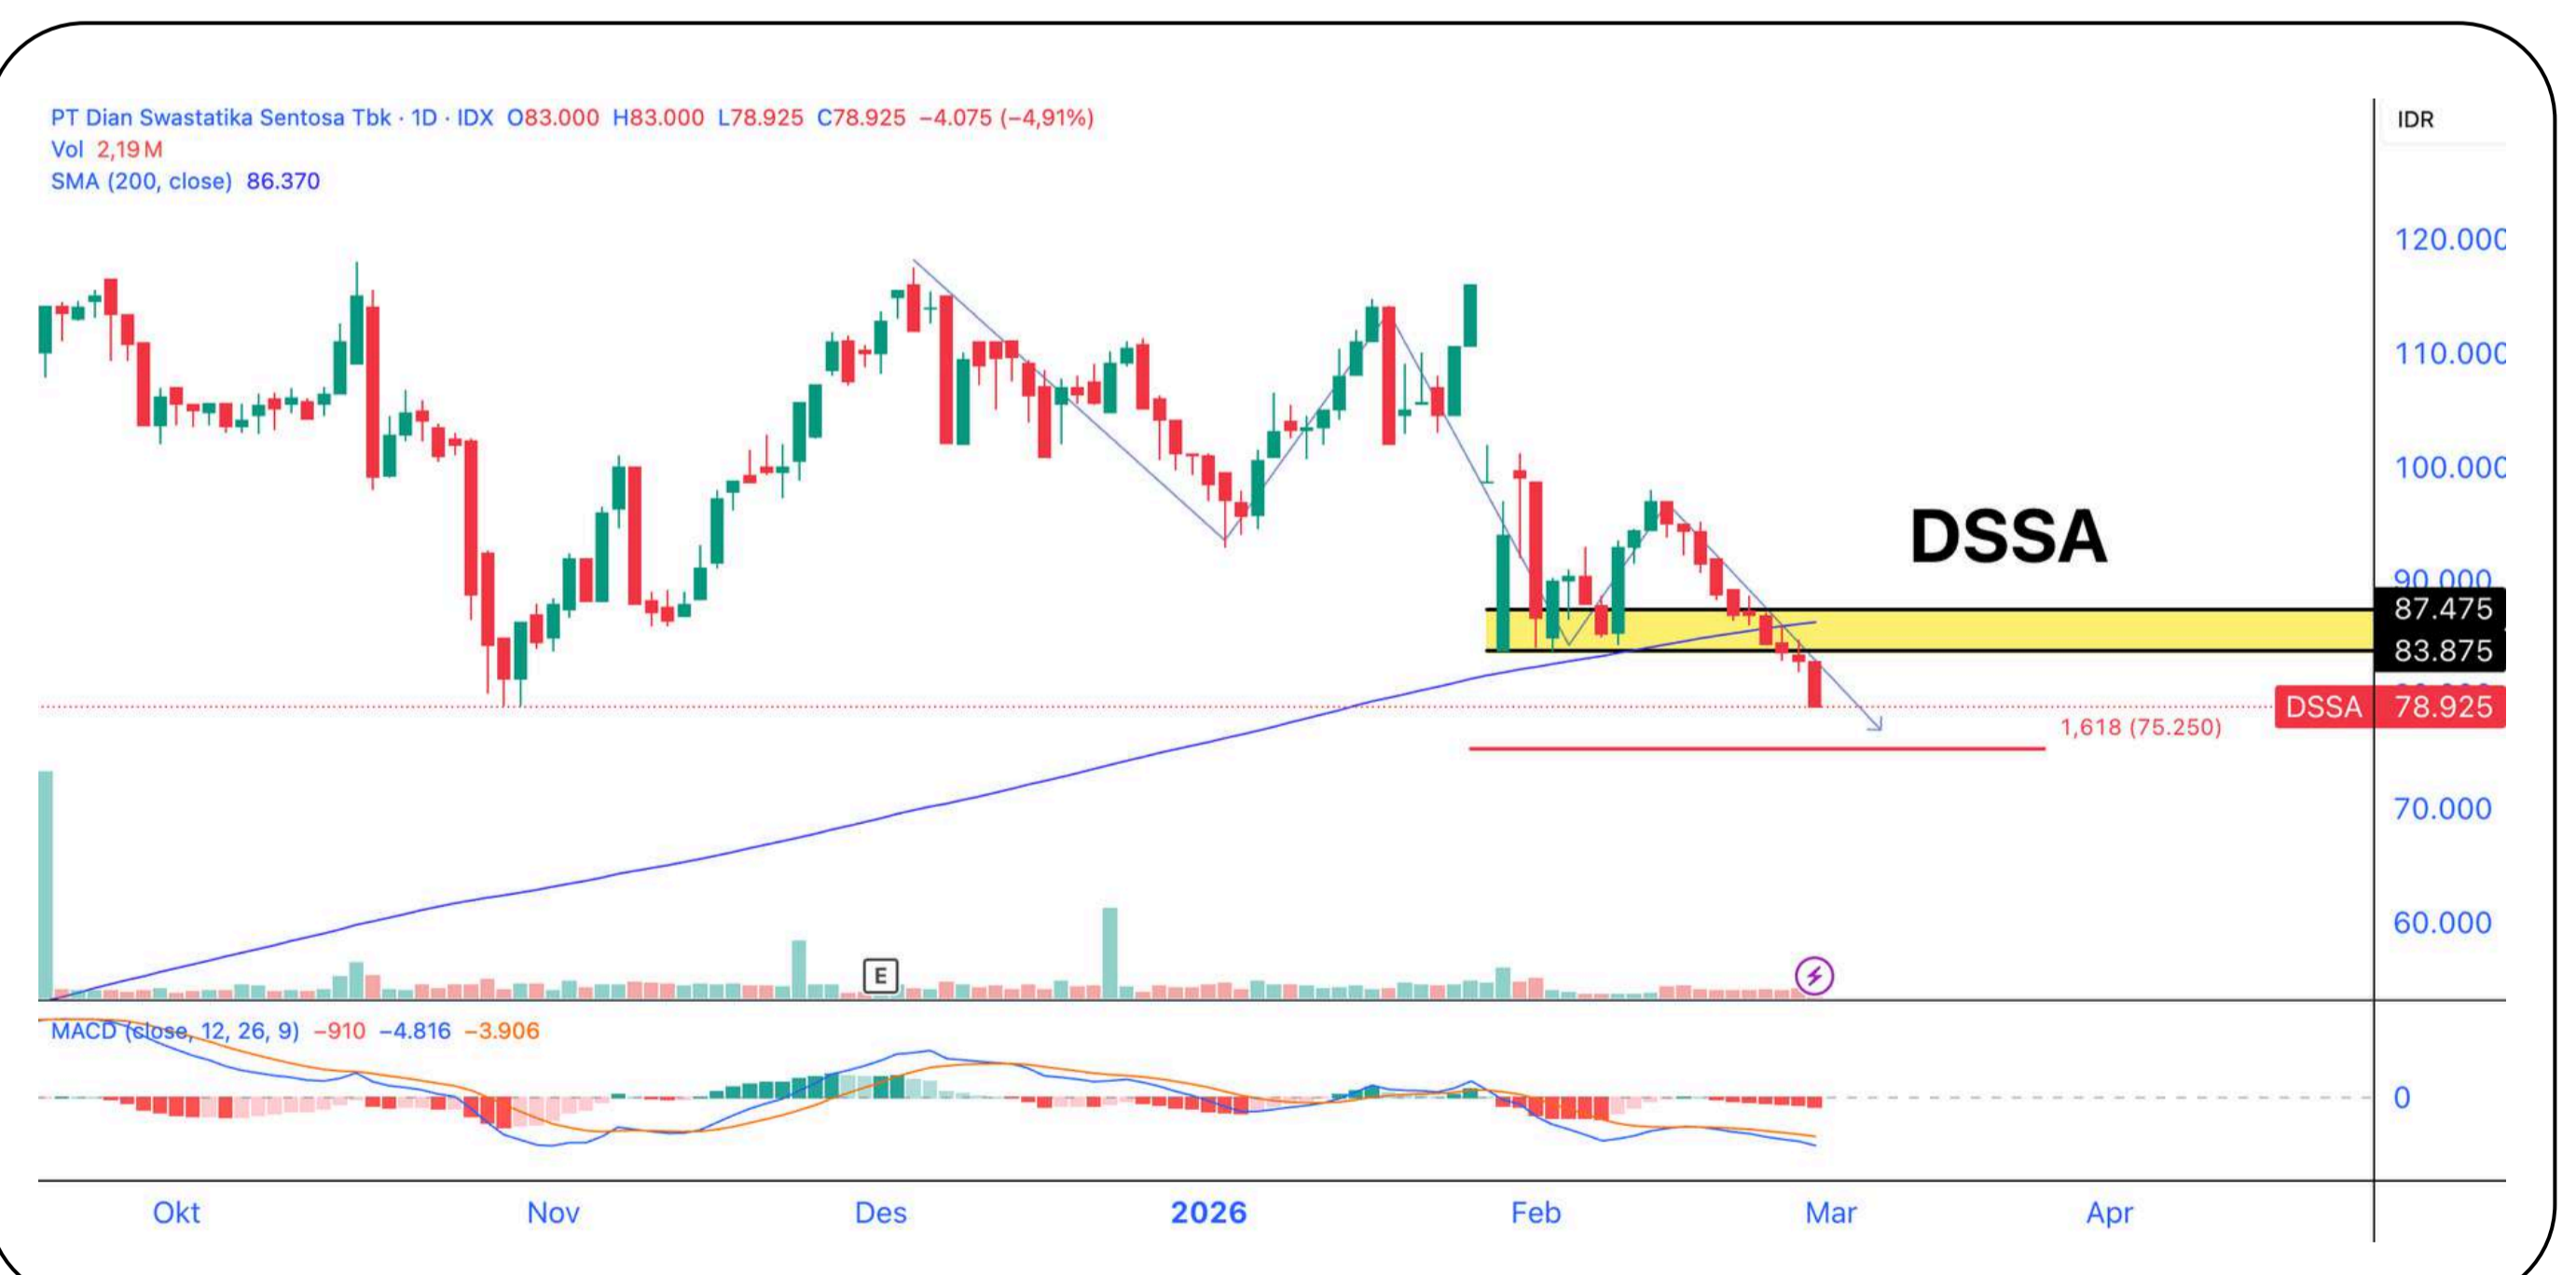 PT Dian Swastatika Sentosa Tbk · 1D · IDX O83.000 H83.000 L78.925 C78.925 −4.075 (−4,91%)
IDR
Vol 2,19 M
SMA (200, close) 86.370
120.000
110.000
100.000
DSSA
90.000
87.475
83.875
DSSA 78.925
1,618 (75.250)
70.000
60.000
E
MACD (close, 12, 26, 9) −910 −4.816 −3.906
0
Okt Nov Des 2026 Feb Mar Apr